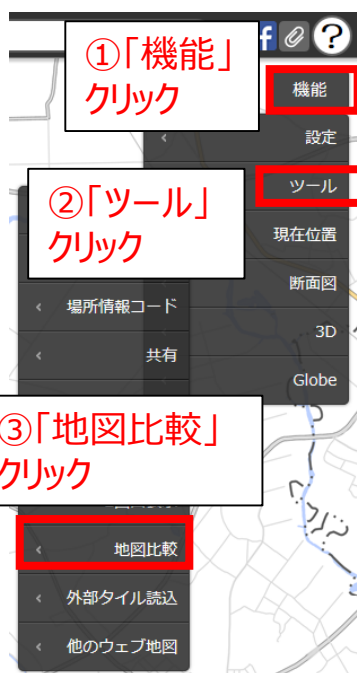 ①「機能」
クリック
f
?
機能
設定
②「ツール」
クリック
ツール
現在位置
断面図
場所情報コード
3D
共有
Globe
③「地図比較」
クリック
地図比較
外部タイル読込
他のウェブ地図